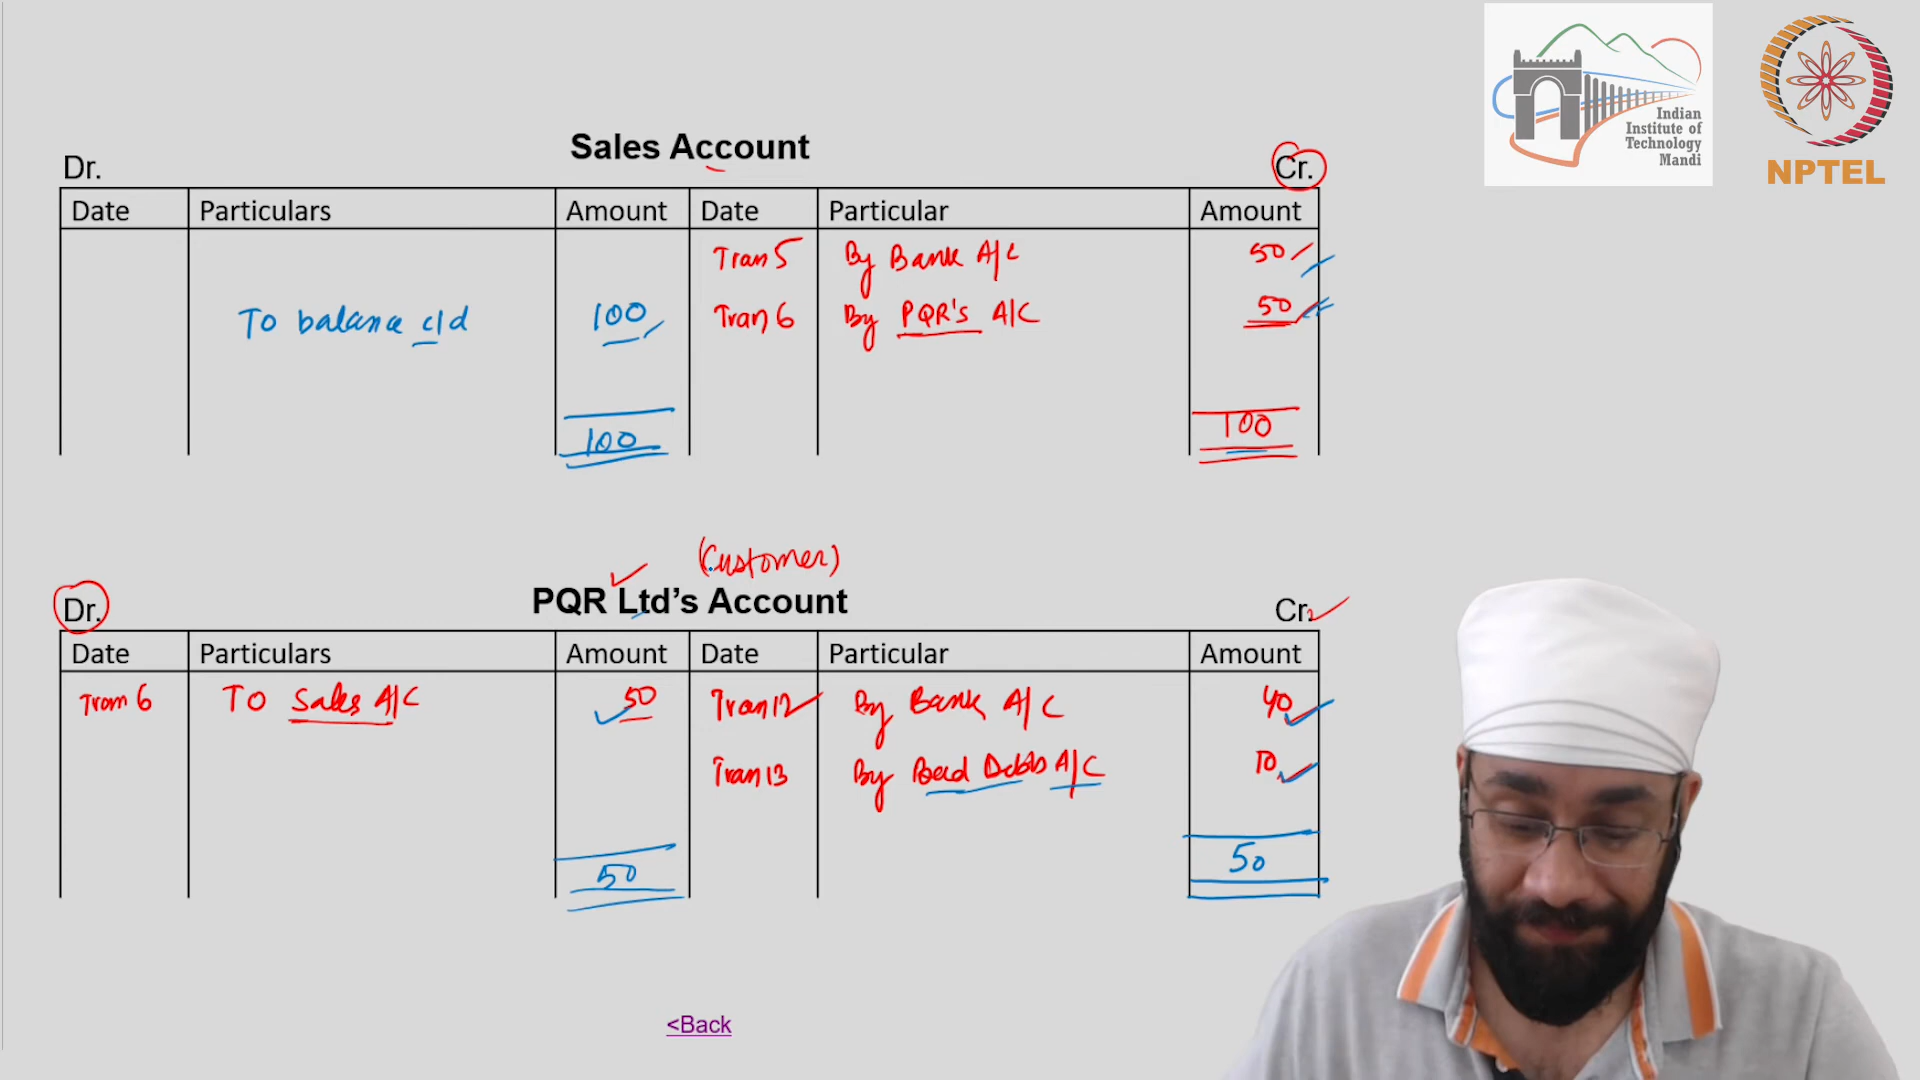 Indian
Institute of
Technology
Mandi
NPTEL
Sales Account
Dr. Cr.
Date Particulars Amount Date Particular Amount
Tran 5 By Bank A/C 50
To balance c/d 100 Tran 6 By PQR's A/C 50
100 100
(Customer)
PQR Ltd’s Account
Dr. Cr.
Date Particulars Amount Date Particular Amount
Tran 6 To Sales A/C 50 Tran 12 By Bank A/C 40
Tran 13 By Bad Debts A/C 10
50 50
<Back